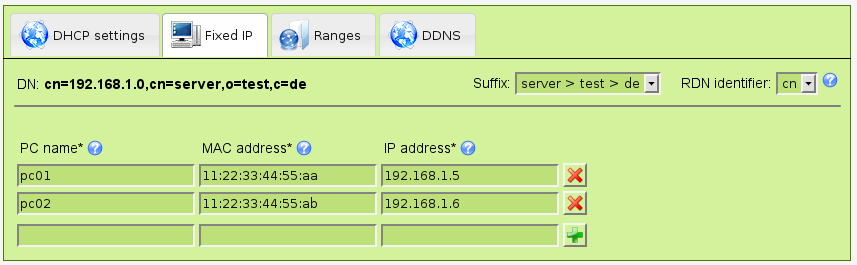 DHCP settings Fixed IP Ranges DDNS
DN: cn=192.168.1.0,cn=server,o=test,c=de Suffix: server > test > de RDN identifier: cn
PC name* MAC address* IP address*
pc01 11:22:33:44:55:aa 192.168.1.5
pc02 11:22:33:44:55:ab 192.168.1.6